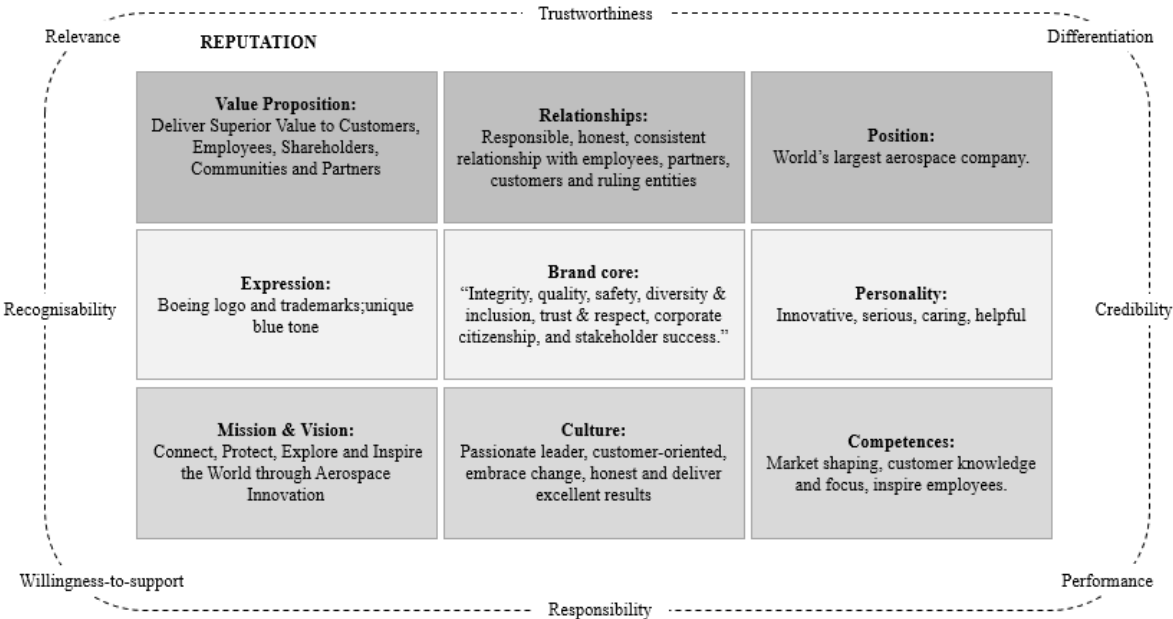 Trustworthiness
Relevance
Differentiation
REPUTATION
Value Proposition:
Deliver Superior Value to Customers,
Employees, Shareholders,
Communities and Partners
Relationships:
Responsible, honest, consistent
relationship with employees, partners,
customers and ruling entities
Position:
World's largest aerospace company.
Recognisability
Expression:
Boeing logo and trademarks;unique
blue tone
Brand core:
“Integrity, quality, safety, diversity &
inclusion, trust & respect, corporate
citizenship, and stakeholder success.”
Personality:
Innovative, serious, caring, helpful
Credibility
Mission & Vision:
Connect, Protect, Explore and Inspire
the World through Aerospace
Innovation
Culture:
Passionate leader, customer-oriented,
embrace change, honest and deliver
excellent results
Competences:
Market shaping, customer knowledge
and focus, inspire employees.
Willingness-to-support
Performance
Responsibility